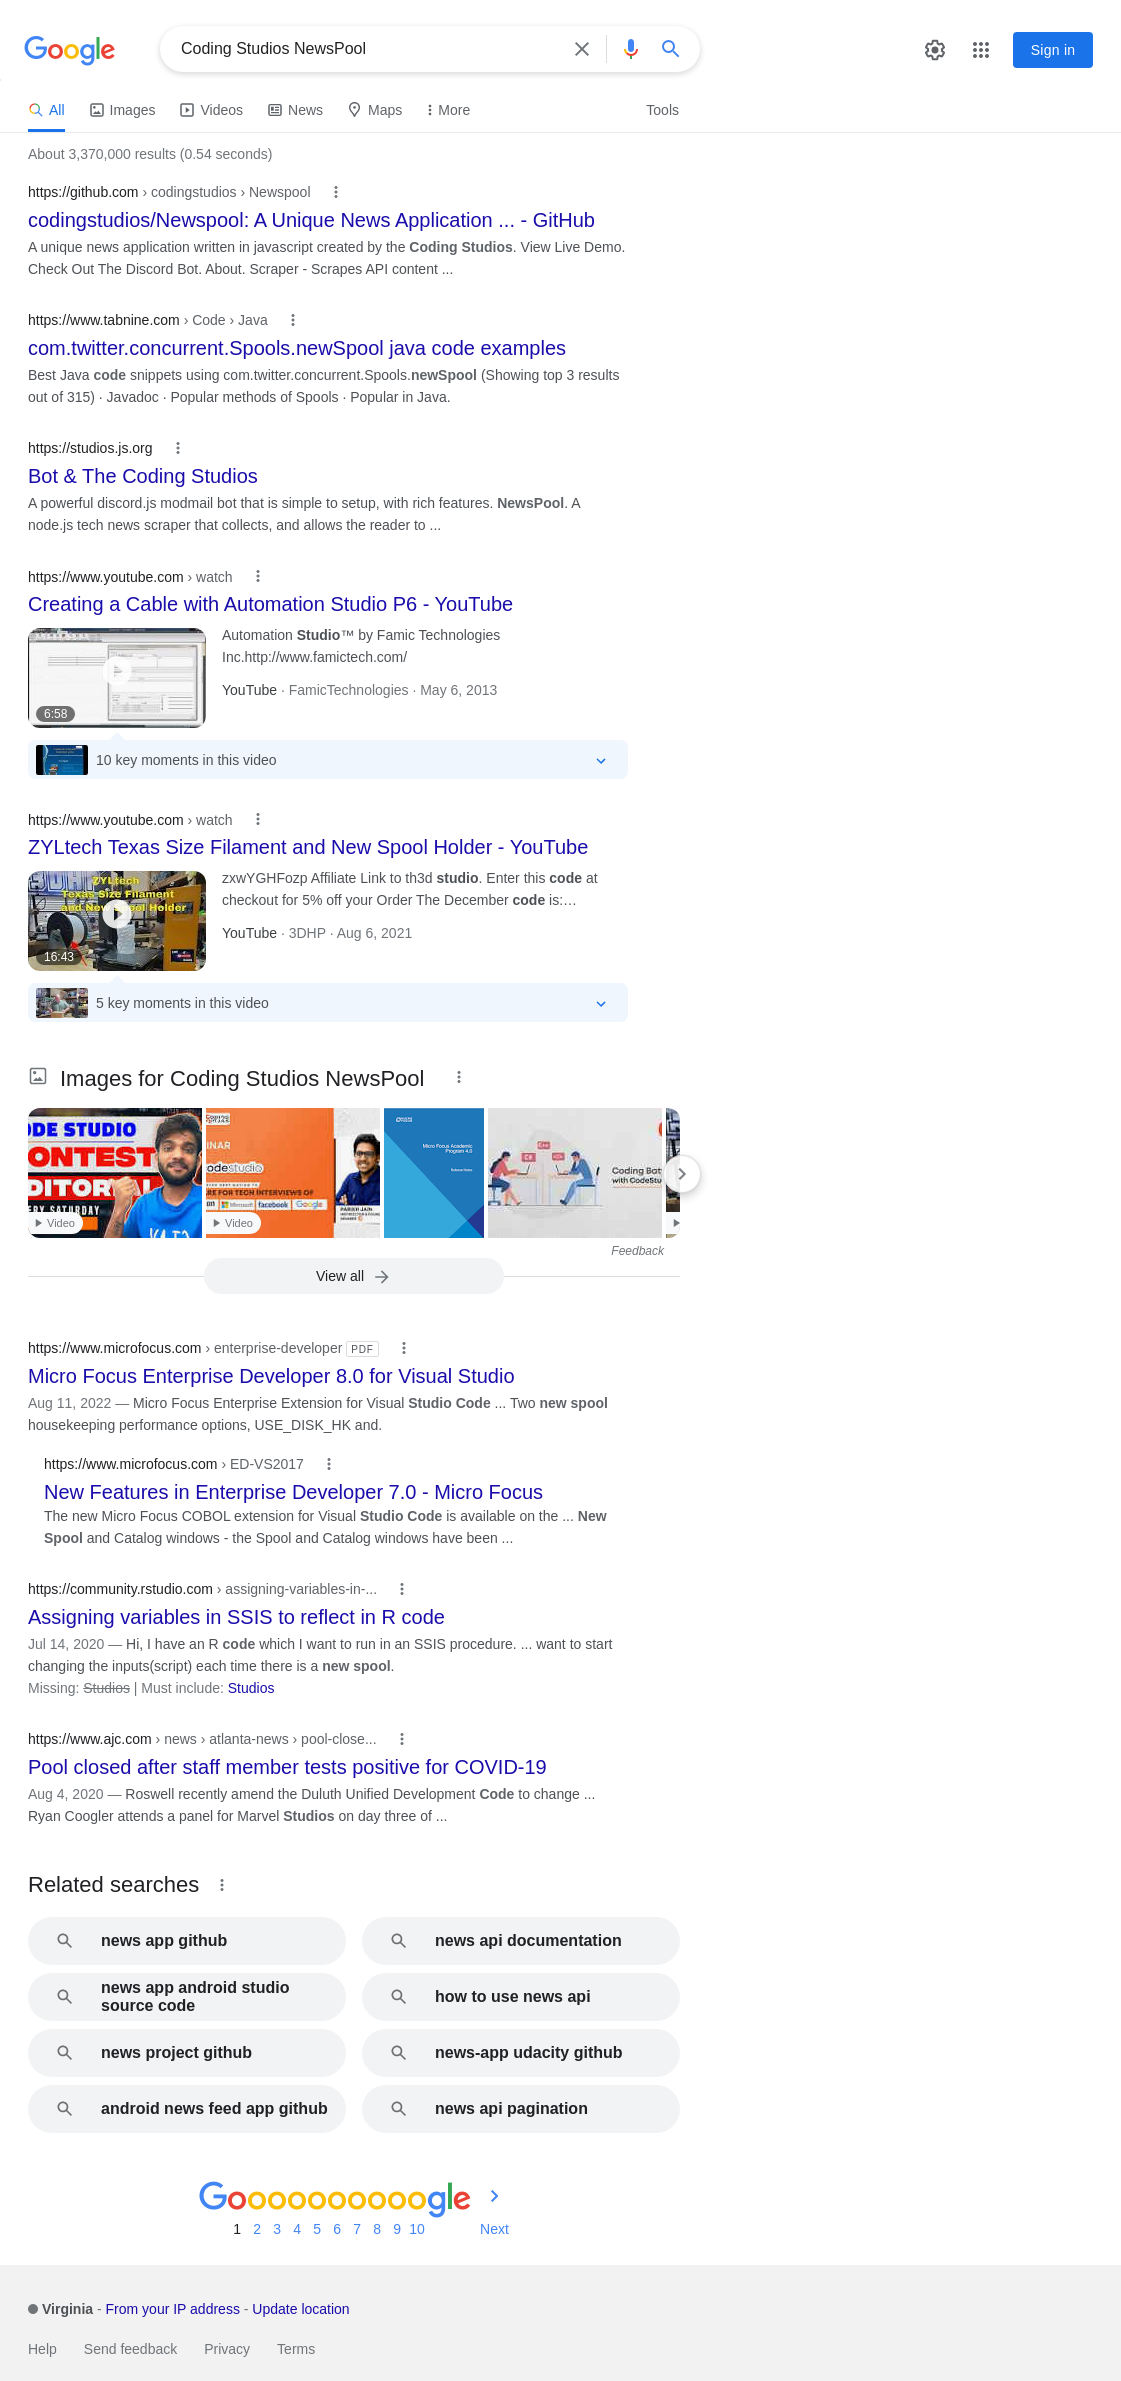 Google
Coding Studios NewsPool
Sign in
All
Images
Videos
News
Maps
More
Tools
About 3,370,000 results (0.54 seconds)
https://github.com › codingstudios › Newspool
codingstudios/Newspool: A Unique News Application ... - GitHub
A unique news application written in javascript created by the Coding Studios. View Live Demo.
Check Out The Discord Bot. About. Scraper - Scrapes API content ...
https://www.tabnine.com › Code › Java
com.twitter.concurrent.Spools.newSpool java code examples
Best Java code snippets using com.twitter.concurrent.Spools.newSpool (Showing top 3 results
out of 315) · Javadoc · Popular methods of Spools · Popular in Java.
https://studios.js.org
Bot & The Coding Studios
A powerful discord.js modmail bot that is simple to setup, with rich features. NewsPool. A
node.js tech news scraper that collects, and allows the reader to ...
https://www.youtube.com › watch
Creating a Cable with Automation Studio P6 - YouTube
Automation Studio™ by Famic Technologies
Inc.http://www.famictech.com/
YouTube · FamicTechnologies · May 6, 2013
6:58
10 key moments in this video
https://www.youtube.com › watch
ZYLtech Texas Size Filament and New Spool Holder - YouTube
ZYLtech
Texas Size Filament
and New Spool Holder
16:43
zxwYGHFozp Affiliate Link to th3d studio. Enter this code at
checkout for 5% off your Order The December code is:…
YouTube · 3DHP · Aug 6, 2021
5 key moments in this video
Images for Coding Studios NewsPool
ODE STUDIO
CONTEST
DITORIAL
ERY SATURDAY
Video
INAR
codestudio
RE FOR TECH INTERVIEWS OF
Microsoft facebook Google
Video
Micro Focus Academic
Program 4.0
Coding Bat
with CodeStu
Feedback
View all
https://www.microfocus.com › enterprise-developer PDF
Micro Focus Enterprise Developer 8.0 for Visual Studio
Aug 11, 2022 — Micro Focus Enterprise Extension for Visual Studio Code ... Two new spool
housekeeping performance options, USE_DISK_HK and.
https://www.microfocus.com › ED-VS2017
New Features in Enterprise Developer 7.0 - Micro Focus
The new Micro Focus COBOL extension for Visual Studio Code is available on the ... New
Spool and Catalog windows - the Spool and Catalog windows have been ...
https://community.rstudio.com › assigning-variables-in-...
Assigning variables in SSIS to reflect in R code
Jul 14, 2020 — Hi, I have an R code which I want to run in an SSIS procedure. ... want to start
changing the inputs(script) each time there is a new spool.
Missing: Studios | Must include: Studios
https://www.ajc.com › news › atlanta-news › pool-close...
Pool closed after staff member tests positive for COVID-19
Aug 4, 2020 — Roswell recently amend the Duluth Unified Development Code to change ...
Ryan Coogler attends a panel for Marvel Studios on day three of ...
Related searches
news app github
news api documentation
news app android studio
source code
how to use news api
news project github
news-app udacity github
android news feed app github
news api pagination
Goooooooooogle
1 2 3 4 5 6 7 8 9 10 Next
Virginia - From your IP address - Update location
Help
Send feedback
Privacy
Terms